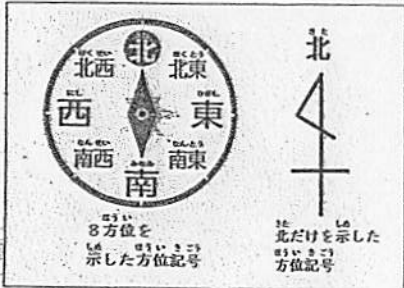 北
北西 北東
西 東
南西 南東
南
8方位を
示した方位記号
北
北だけを示した
方位記号